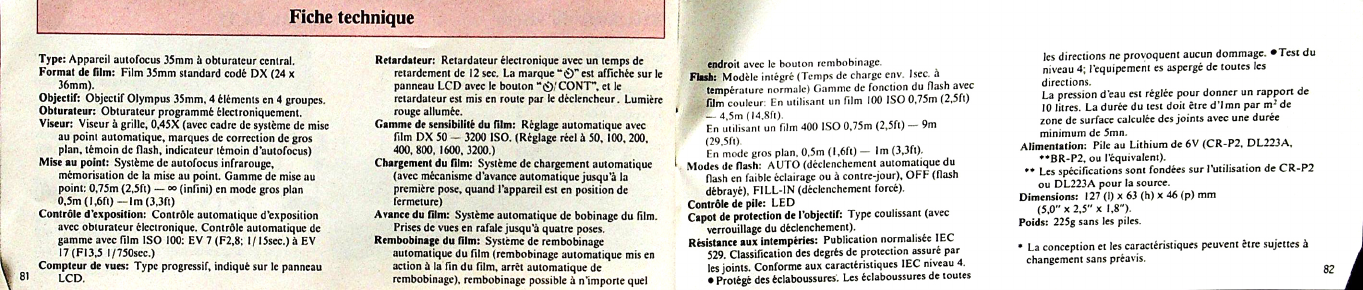 Fiche technique
Type: Appareil autofocus 35mm à obturateur central.
Format de film: Film 35mm standard codé DX (24 x
36mm).
Objectif: Objectif Olympus 35mm, 4 éléments en 4 groupes.
Obturateur: Obturateur programmé électroniquement.
Viseur: Viseur à grille, 0,45X (avec cadre de système de mise
au point automatique, marques de correction de gros
plan, témoin de flash, indicateur témoin d'autofocus)
Mise au point: Système de autofocus infrarouge,
mémorisation de la mise au point. Gamme de mise au
point: 0,75m (2,5ft) — ∞ (infini) en mode gros plan
0,5m (1,6ft) —1m (3,3ft)
Contrôle d'exposition: Contrôle automatique d'exposition
avec obturateur électronique. Contrôle automatique de
gamme avec film ISO 100: EV 7 (F2,8; 1/15sec.) à EV
17 (F13,5 1/750sec.)
Compteur de vues: Type progressif, indiqué sur le panneau
LCD.
81
Retardateur: Retardateur électronique avec un temps de
retardement de 12 sec. La marque "⏲" est affichée sur le
panneau LCD avec le bouton "⏲/CONT", et le
retardateur est mis en route par le déclencheur. Lumière
rouge allumée.
Gamme de sensibilité du film: Réglage automatique avec
film DX 50 — 3200 ISO. (Réglage réel à 50, 100, 200,
400, 800, 1600, 3200.)
Chargement du film: Système de chargement automatique
(avec mécanisme d'avance automatique jusqu'à la
première pose, quand l'appareil est en position de
fermeture)
Avance du film: Système automatique de bobinage du film.
Prises de vues en rafale jusqu'à quatre poses.
Rembobinage du film: Système de rembobinage
automatique du film (rembobinage automatique mis en
action à la fin du film, arrêt automatique de
rembobinage), rembobinage possible à n'importe quel
endroit avec le bouton rembobinage.
Flash: Modèle intégré (Temps de charge env. 1sec. à
température normale) Gamme de fonction du flash avec
film couleur: En utilisant un film 100 ISO 0,75m (2,5ft)
— 4,5m (14,8ft).
En utilisant un film 400 ISO 0,75m (2,5ft) — 9m
(29,5ft).
En mode gros plan, 0,5m (1,6ft) — 1m (3,3ft).
Modes de flash: AUTO (déclenchement automatique du
flash en faible éclairage ou à contre-jour), OFF (flash
débrayé), FILL-IN (déclenchement forcé).
Contrôle de pile: LED
Capot de protection de l'objectif: Type coulissant (avec
verrouillage du déclenchement).
Résistance aux intempéries: Publication normalisée IEC
529. Classification des degrés de protection assuré par
les joints. Conforme aux caractéristiques IEC niveau 4.
● Protégé des éclaboussures. Les éclaboussures de toutes
les directions ne provoquent aucun dommage. ● Test du
niveau 4; l'équipement es aspergé de toutes les
directions.
La pression d'eau est réglée pour donner un rapport de
10 litres. La durée du test doit être d'1mn par m² de
zone de surface calculée des joints avec une durée
minimum de 5mn.
Alimentation: Pile au Lithium de 6V (CR-P2, DL223A,
**BR-P2, ou l'équivalent).
** Les spécifications sont fondées sur l'utilisation de CR-P2
ou DL223A pour la source.
Dimensions: 127 (l) x 63 (h) x 46 (p) mm
(5,0" x 2,5" x 1,8").
Poids: 225g sans les piles.
* La conception et les caractéristiques peuvent être sujettes à
changement sans préavis.
82